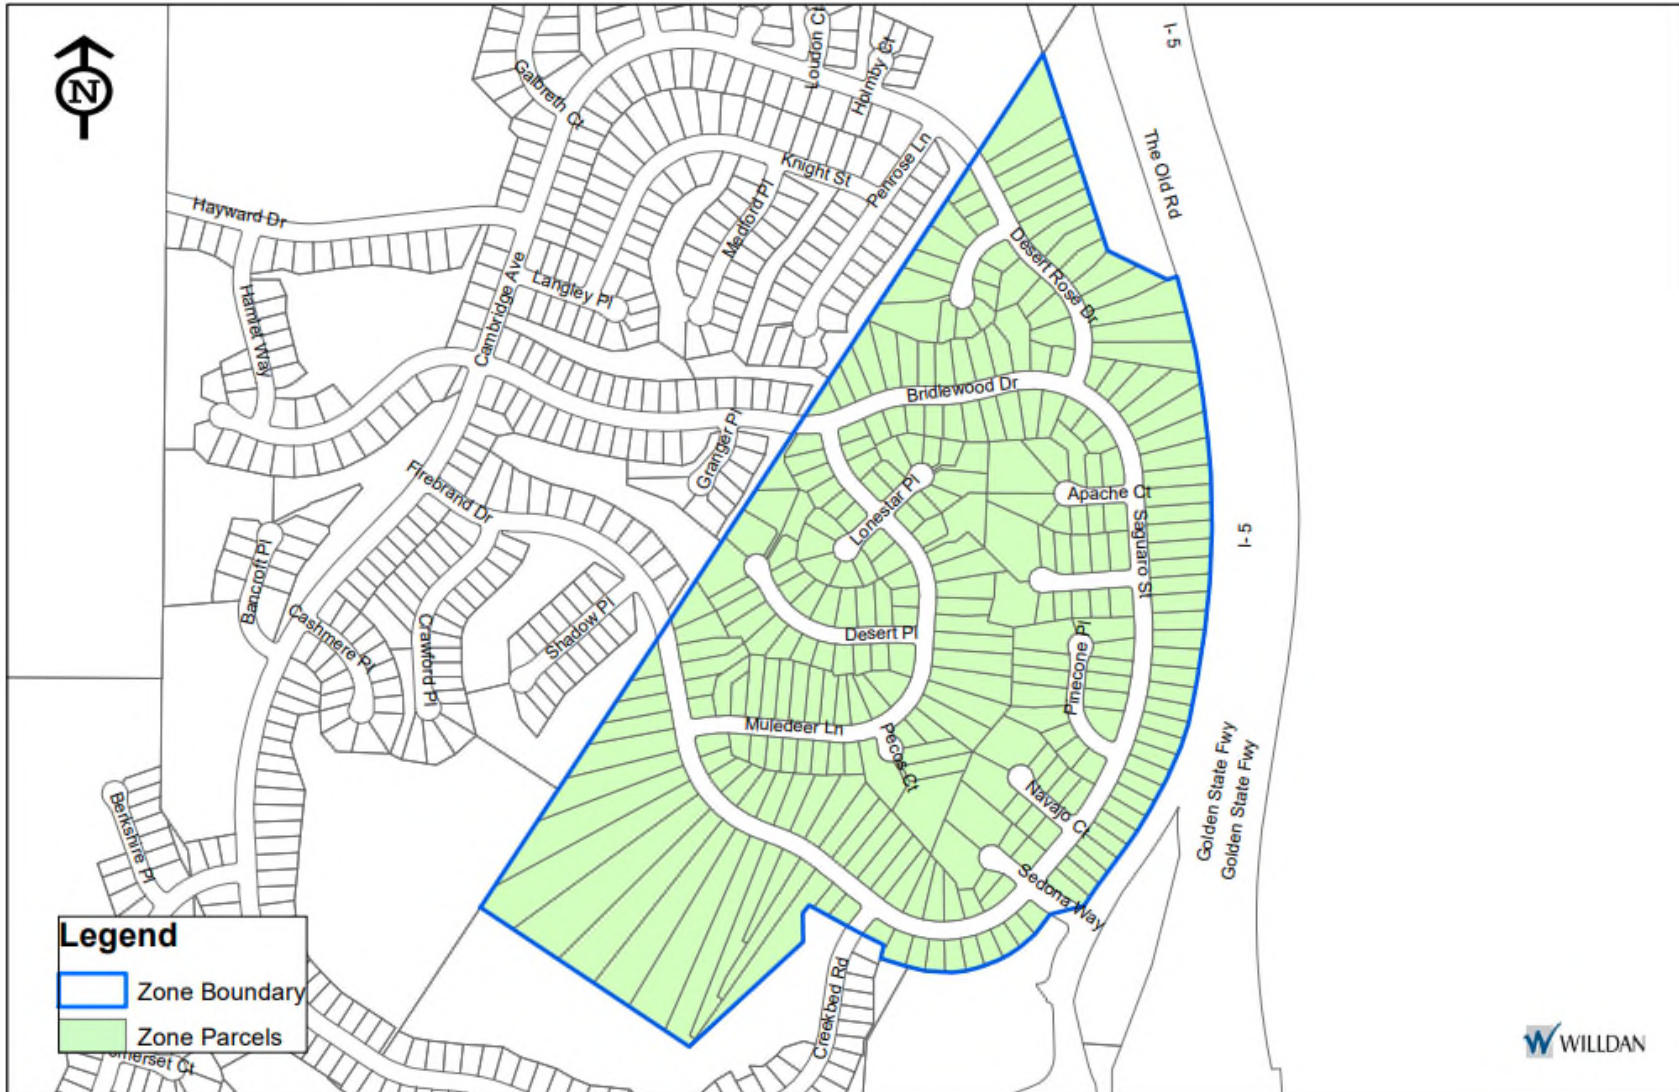 I- 5
Loudon Ct
Holmby Ct
Galbreth Ct
N
The Old Rd
Knight St
Penrose Ln
Medford Pl
Hayward Dr
Desert Rose Dr
Langley Pl
Cambridge Ave
Hamlet Way
Bridlewood Dr
Granger Pl
Firebrand Dr
Lonestar Pl
Apache Ct
Saguaro St
I- 5
Bancroft Pl
Cashmere Pl
Crawford Pl
Shadow Pl
Desert Pl
Pinecone Pl
Muledeer Ln
Pecos Ct
Golden State Fwy
Golden State Fwy
Navajo Ct
Berkshire Pl
Sedona Way
Creekbed Rd
Legend
Zone Boundary
Zone Parcels
merset Ct
W WILLDAN